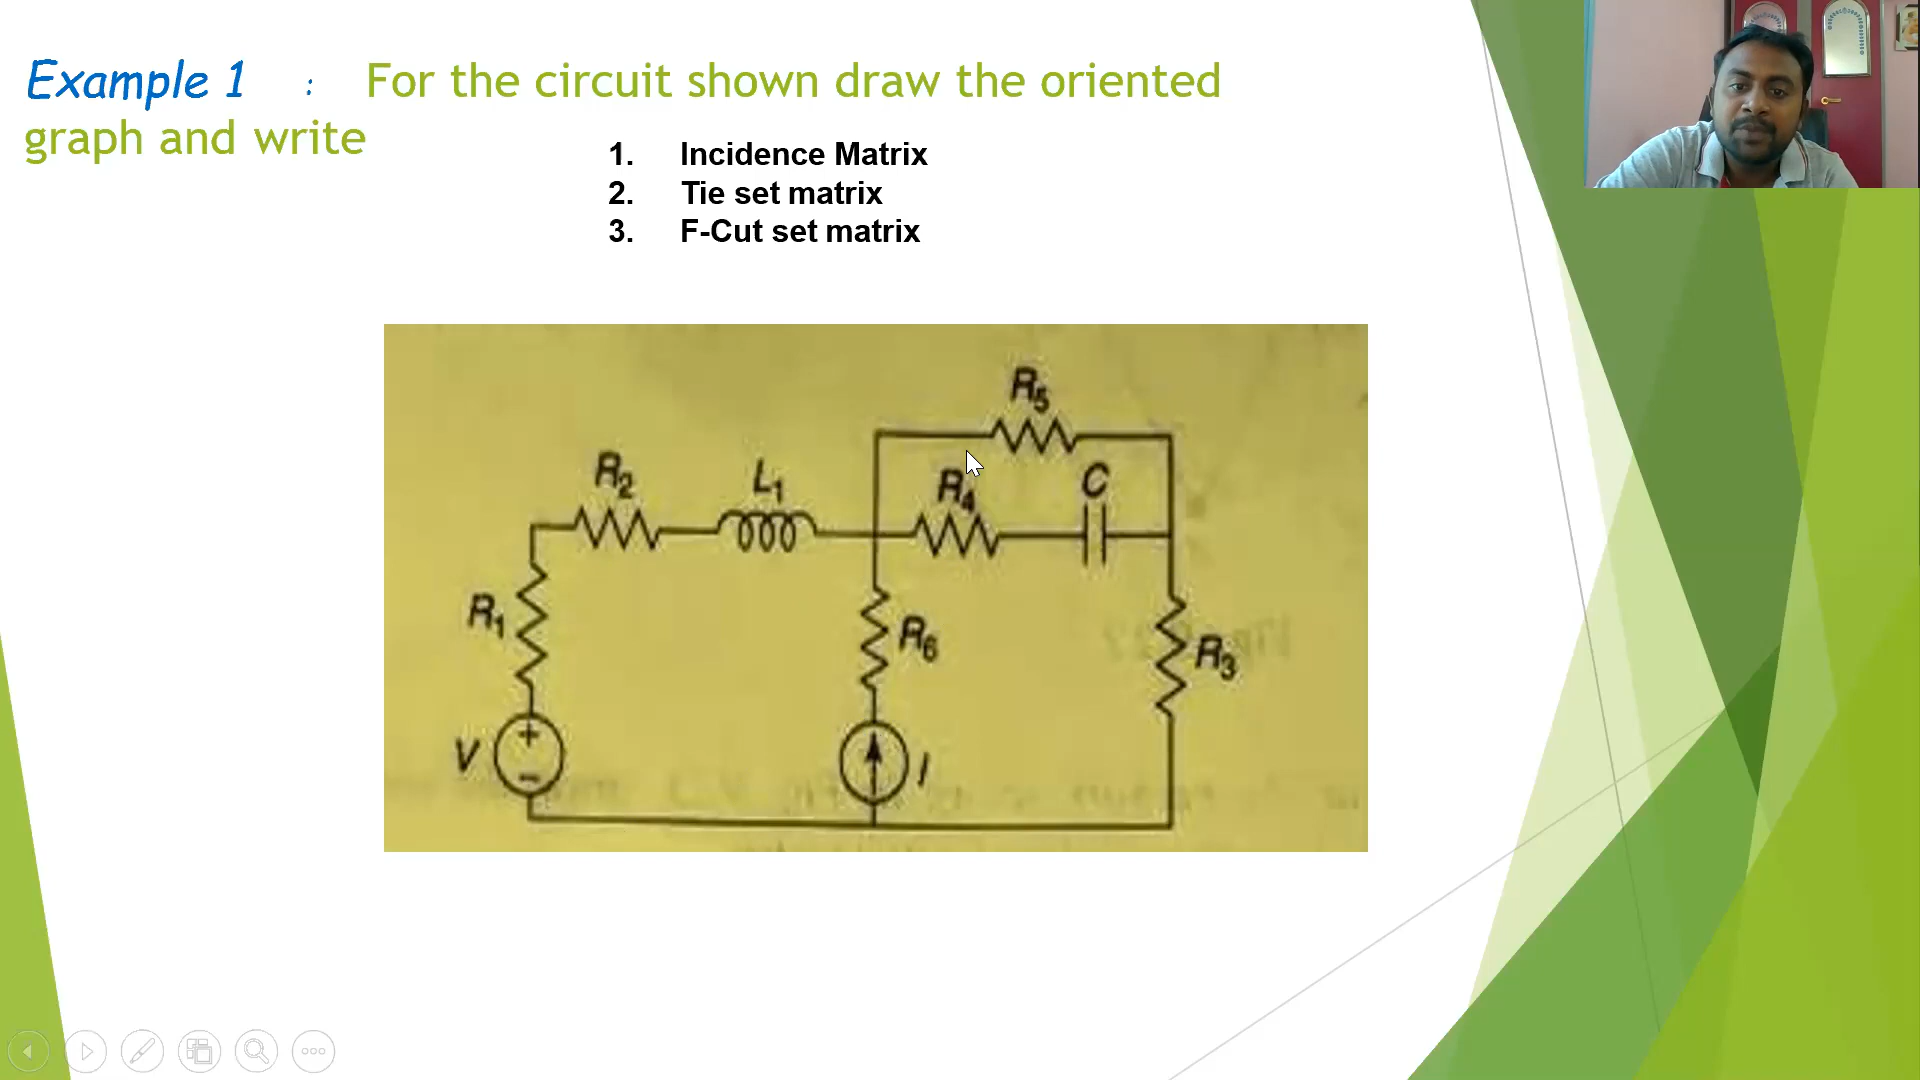 Example 1 : For the circuit shown draw the oriented
graph and write
1. Incidence Matrix
2. Tie set matrix
3. F-Cut set matrix
R5
R2 L1 R4 C
R1 R6 R3
V I